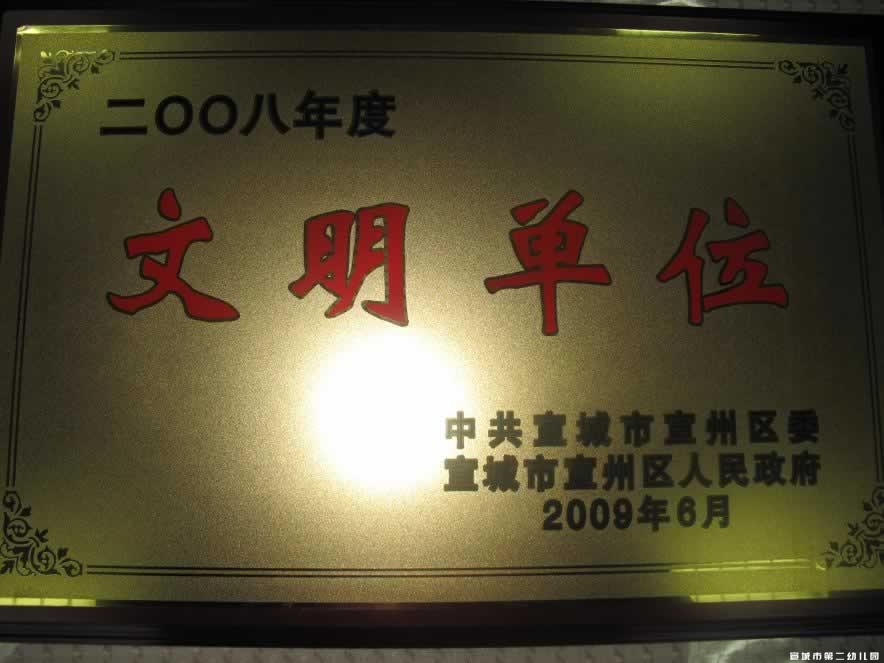 二〇〇八年度
文明单位
中共宣城市宣州区委
宣城市宣州区人民政府
2009年6月
宣城市第二幼儿园